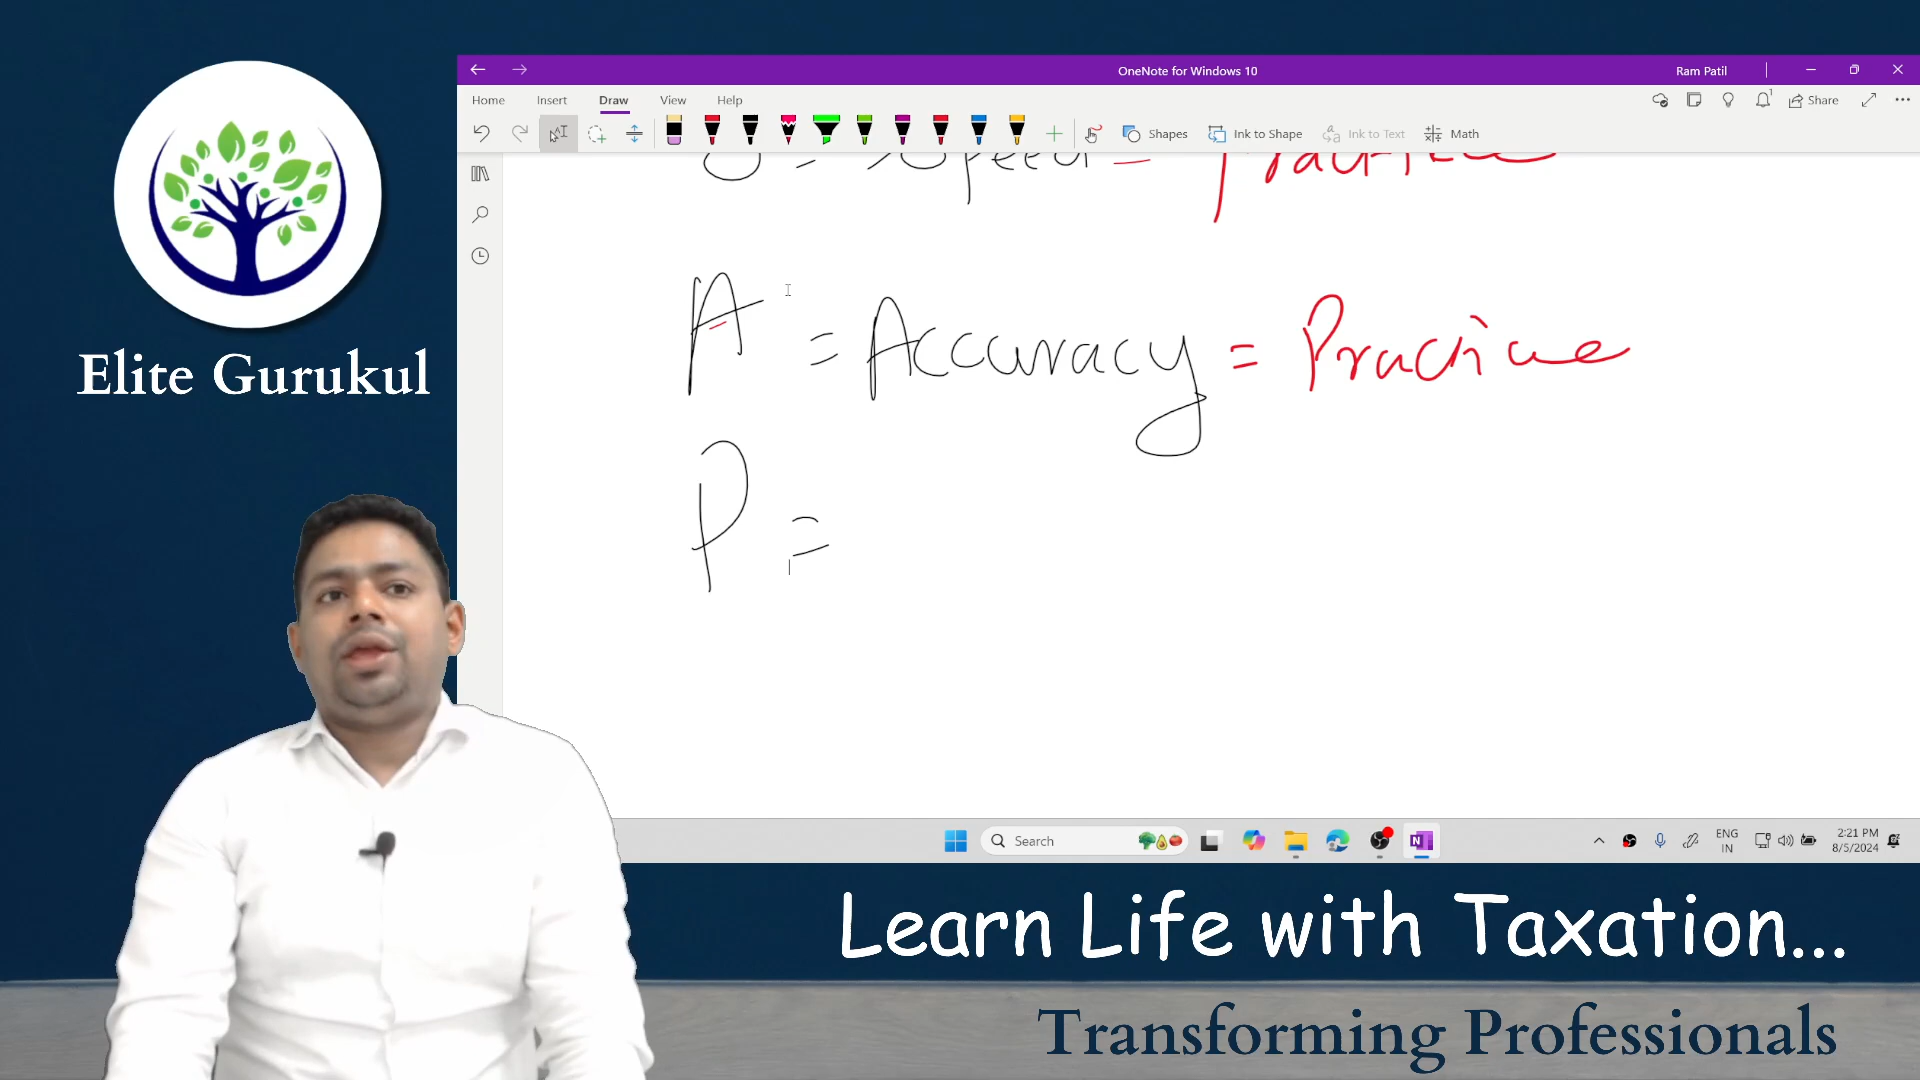 OneNote for Windows 10
Ram Patil
Home Insert Draw View Help
Share
Shapes Ink to Shape Ink to Text Math
S = Speed = Practice
A = Accuracy = Practice
P =
Elite Gurukul
Search
ENG
IN
2:21 PM
8/5/2024
Learn Life with Taxation...
Transforming Professionals